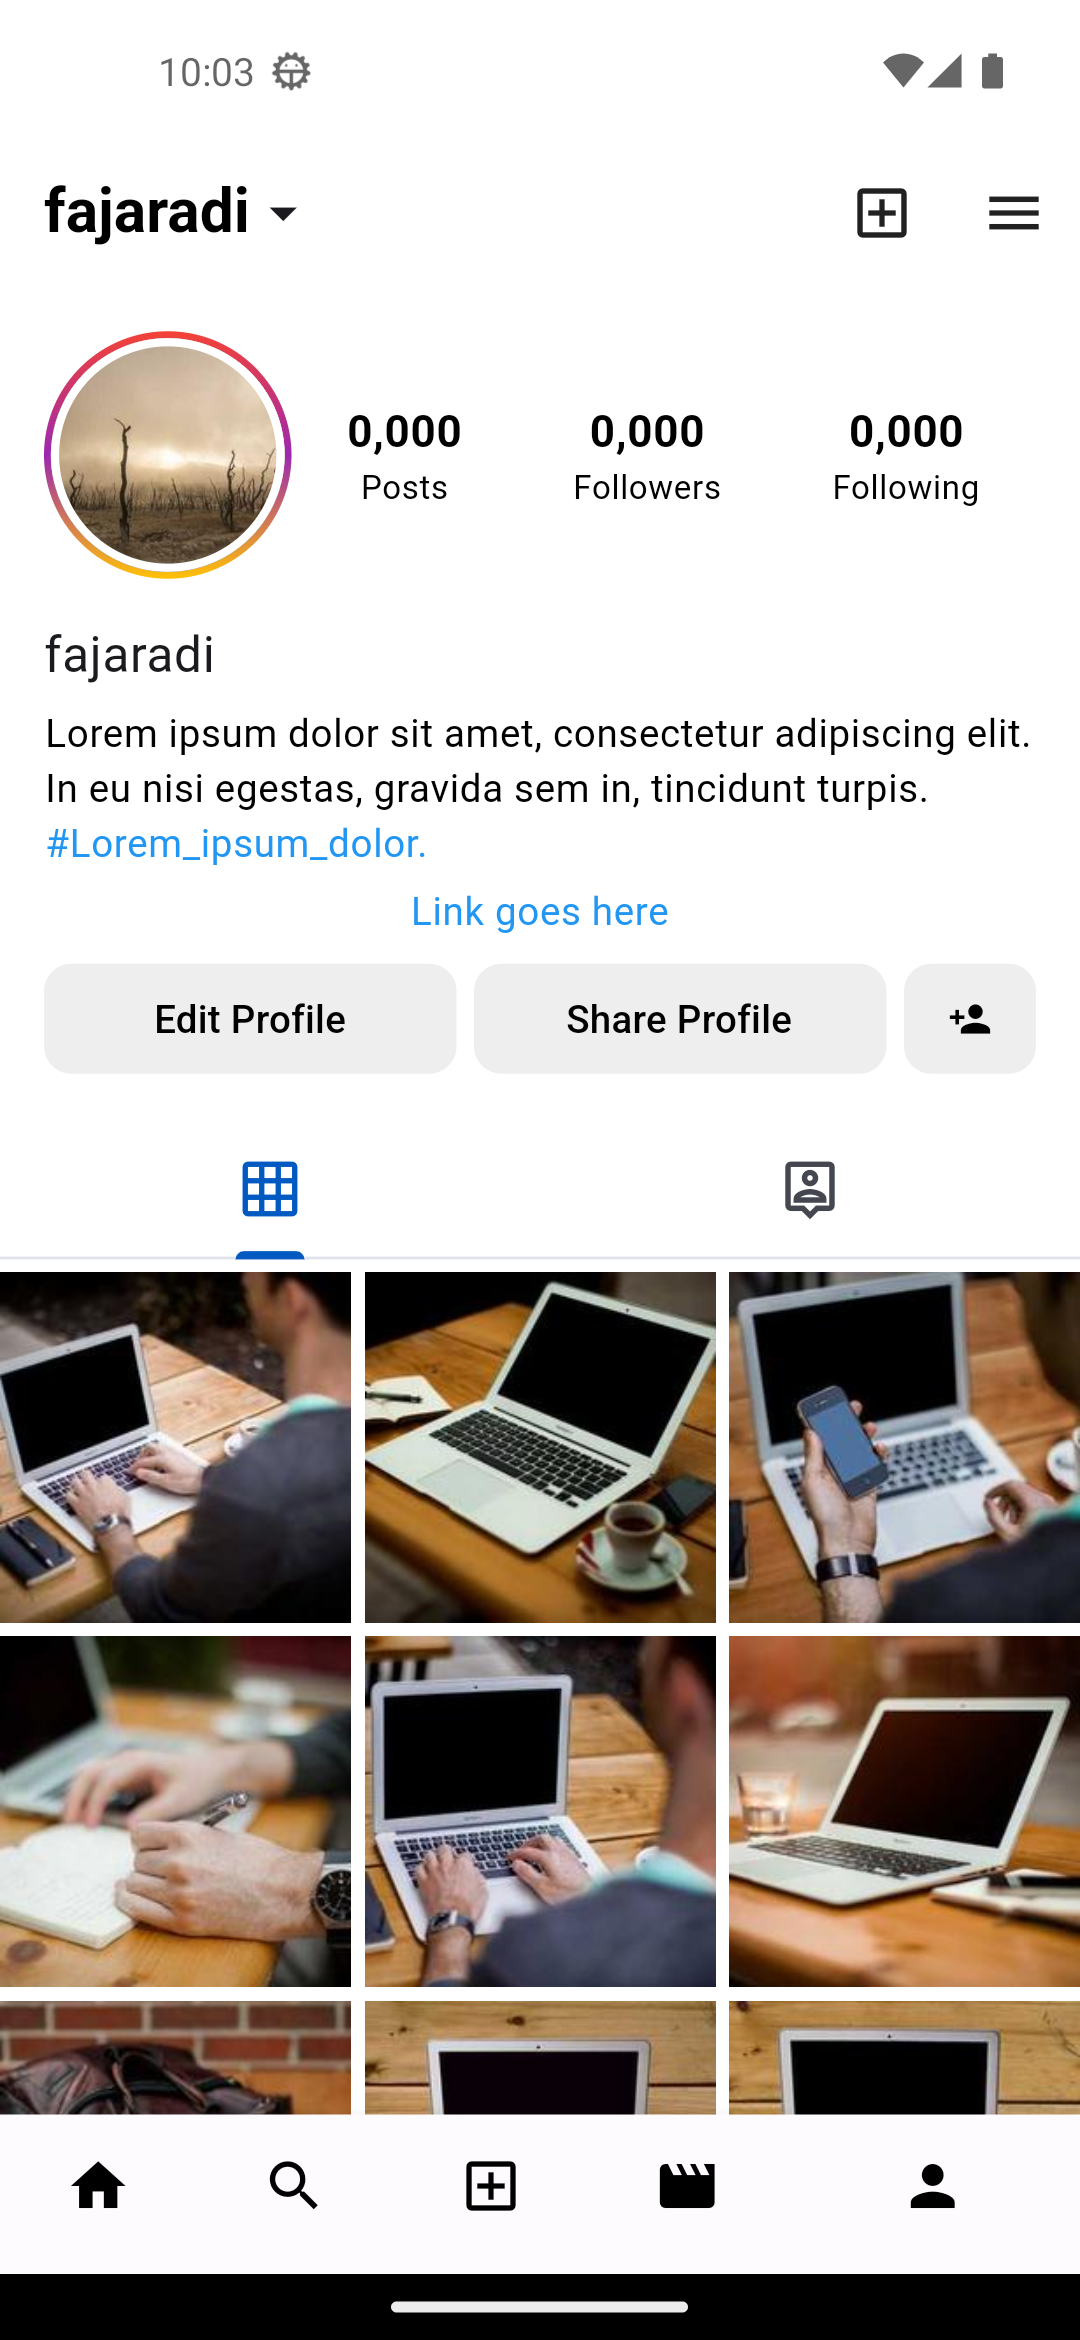 10:03
fajaradi
0,000 0,000 0,000
Posts Followers Following
fajaradi
Lorem ipsum dolor sit amet, consectetur adipiscing elit.
In eu nisi egestas, gravida sem in, tincidunt turpis.
#Lorem_ipsum_dolor.
Link goes here
Edit Profile Share Profile